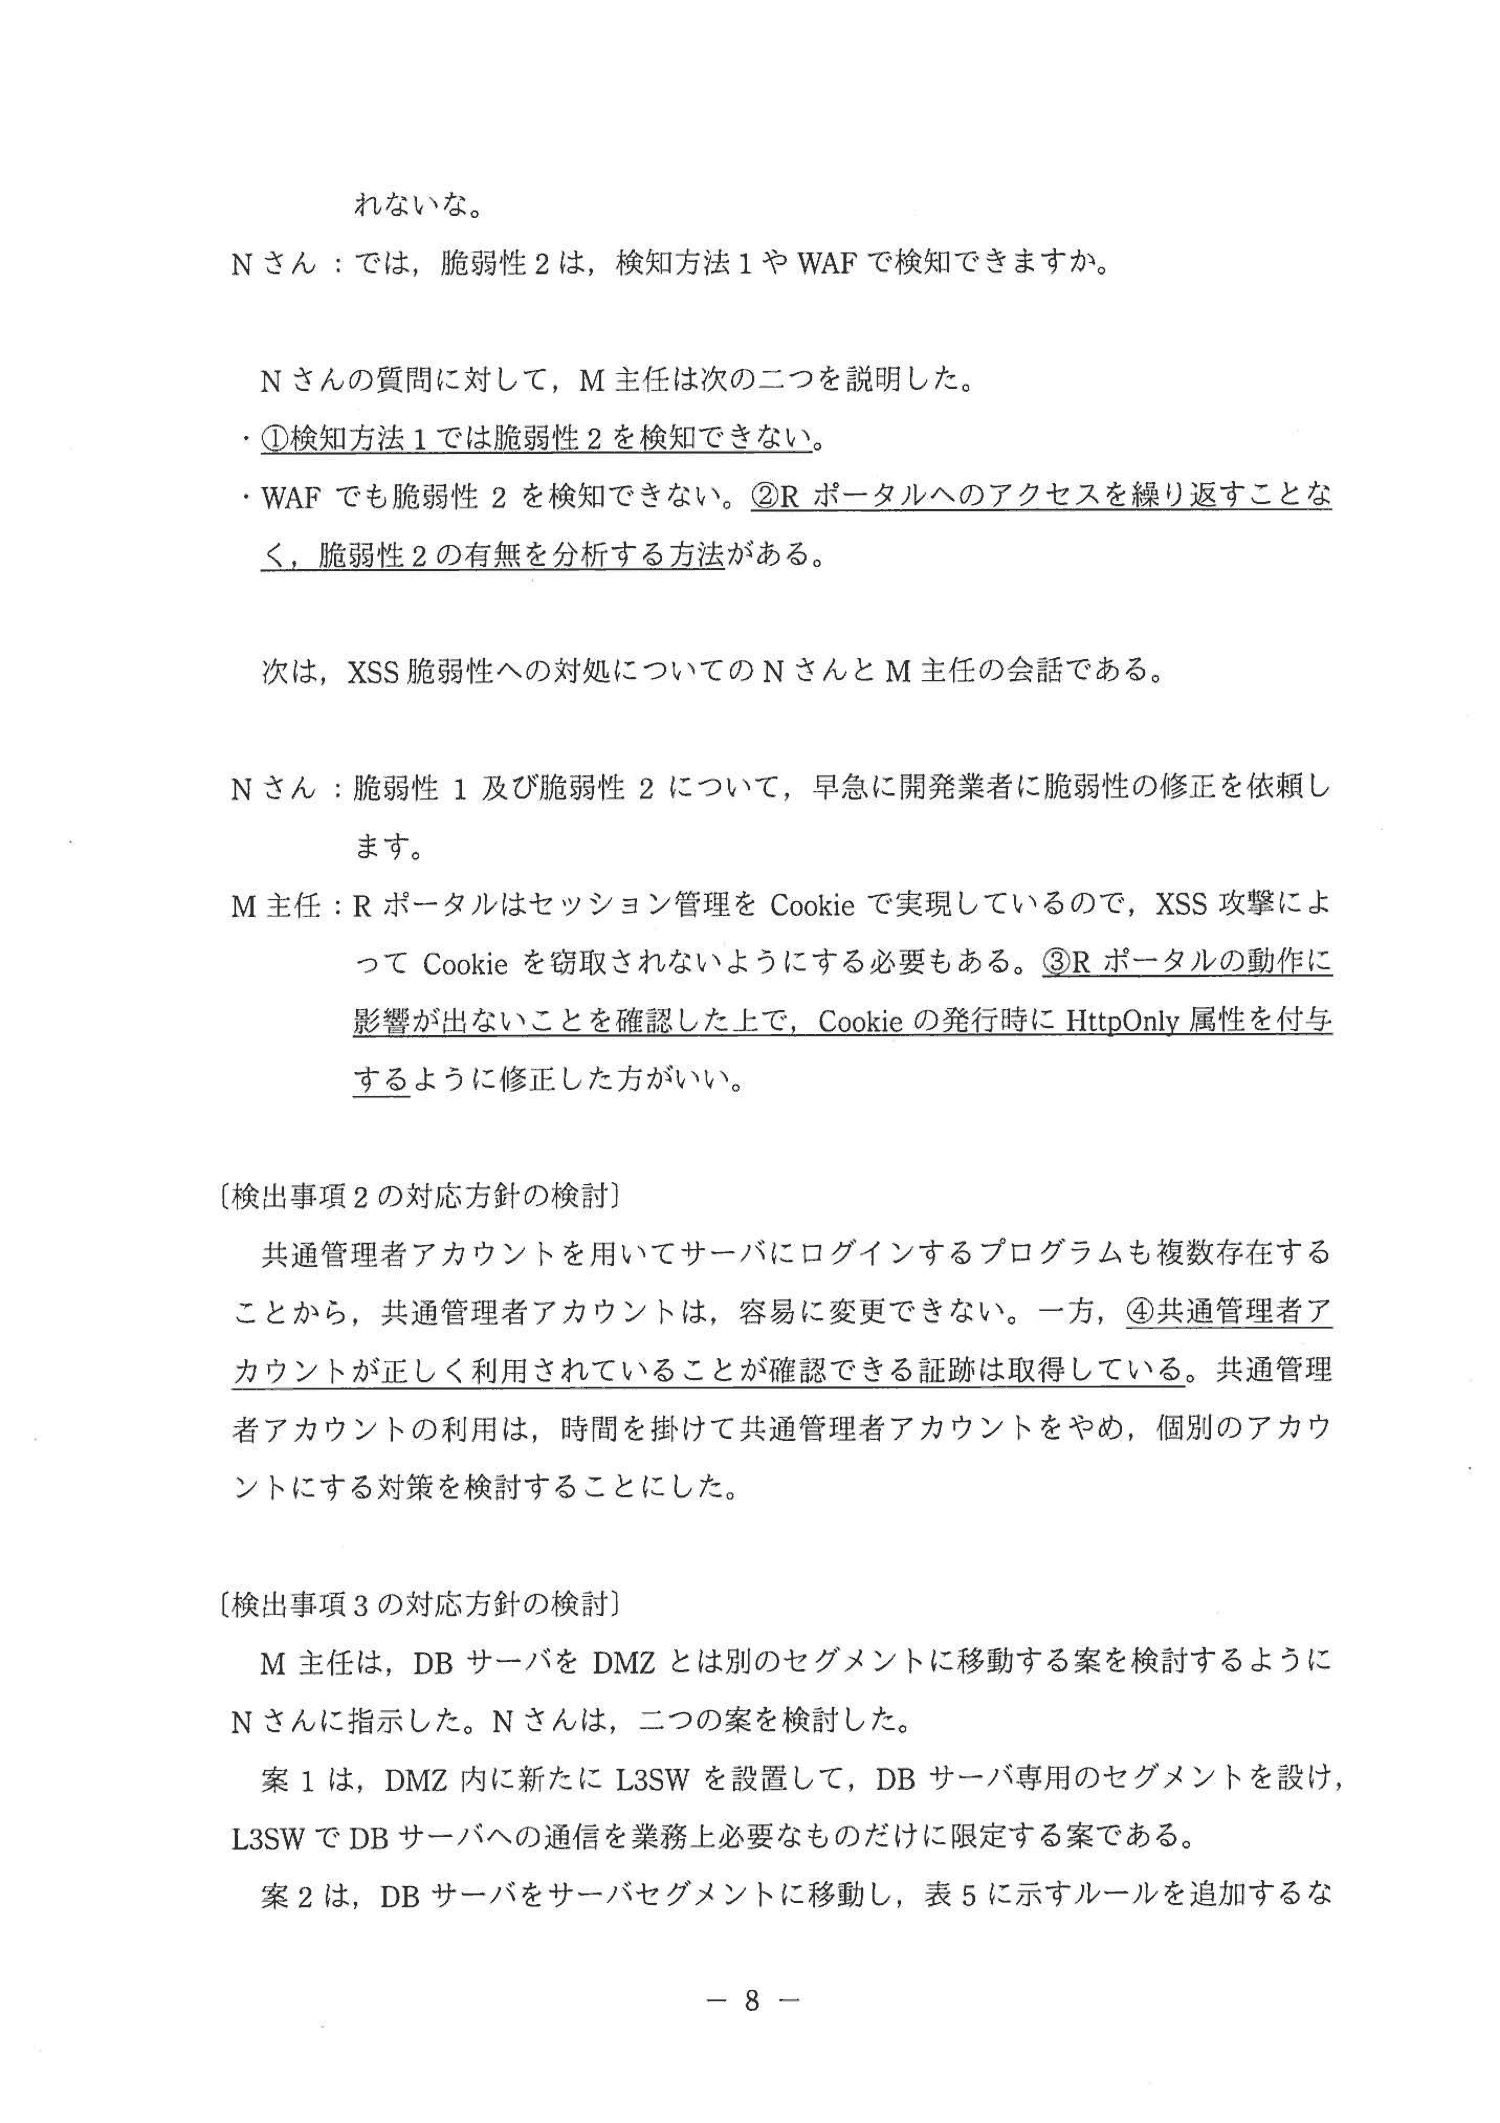 れないな。
Nさん：では，脆弱性2は，検知方法1やWAFで検知できますか。
Nさんの質問に対して，M主任は次の二つを説明した。
・①検知方法1では脆弱性2を検知できない。
・WAFでも脆弱性2を検知できない。②Rポータルへのアクセスを繰り返すことな
く，脆弱性2の有無を分析する方法がある。
次は，XSS脆弱性への対処についてのNさんとM主任の会話である。
Nさん：脆弱性1及び脆弱性2について，早急に開発業者に脆弱性の修正を依頼し
ます。
M主任：Rポータルはセッション管理をCookieで実現しているので，XSS攻撃によ
ってCookieを窃取されないようにする必要もある。③Rポータルの動作に
影響が出ないことを確認した上で，Cookieの発行時にHttpOnly属性を付与
するように修正した方がいい。
〔検出事項2の対応方針の検討〕
共通管理者アカウントを用いてサーバにログインするプログラムも複数存在する
ことから，共通管理者アカウントは，容易に変更できない。一方，④共通管理者ア
カウントが正しく利用されていることが確認できる証跡は取得している。共通管理
者アカウントの利用は，時間を掛けて共通管理者アカウントをやめ，個別のアカウ
ントにする対策を検討することにした。
〔検出事項3の対応方針の検討〕
M主任は，DBサーバをDMZとは別のセグメントに移動する案を検討するように
Nさんに指示した。Nさんは，二つの案を検討した。
案1は，DMZ内に新たにL3SWを設置して，DBサーバ専用のセグメントを設け，
L3SWでDBサーバへの通信を業務上必要なものだけに限定する案である。
案2は，DBサーバをサーバセグメントに移動し，表5に示すルールを追加するな
－ 8 －